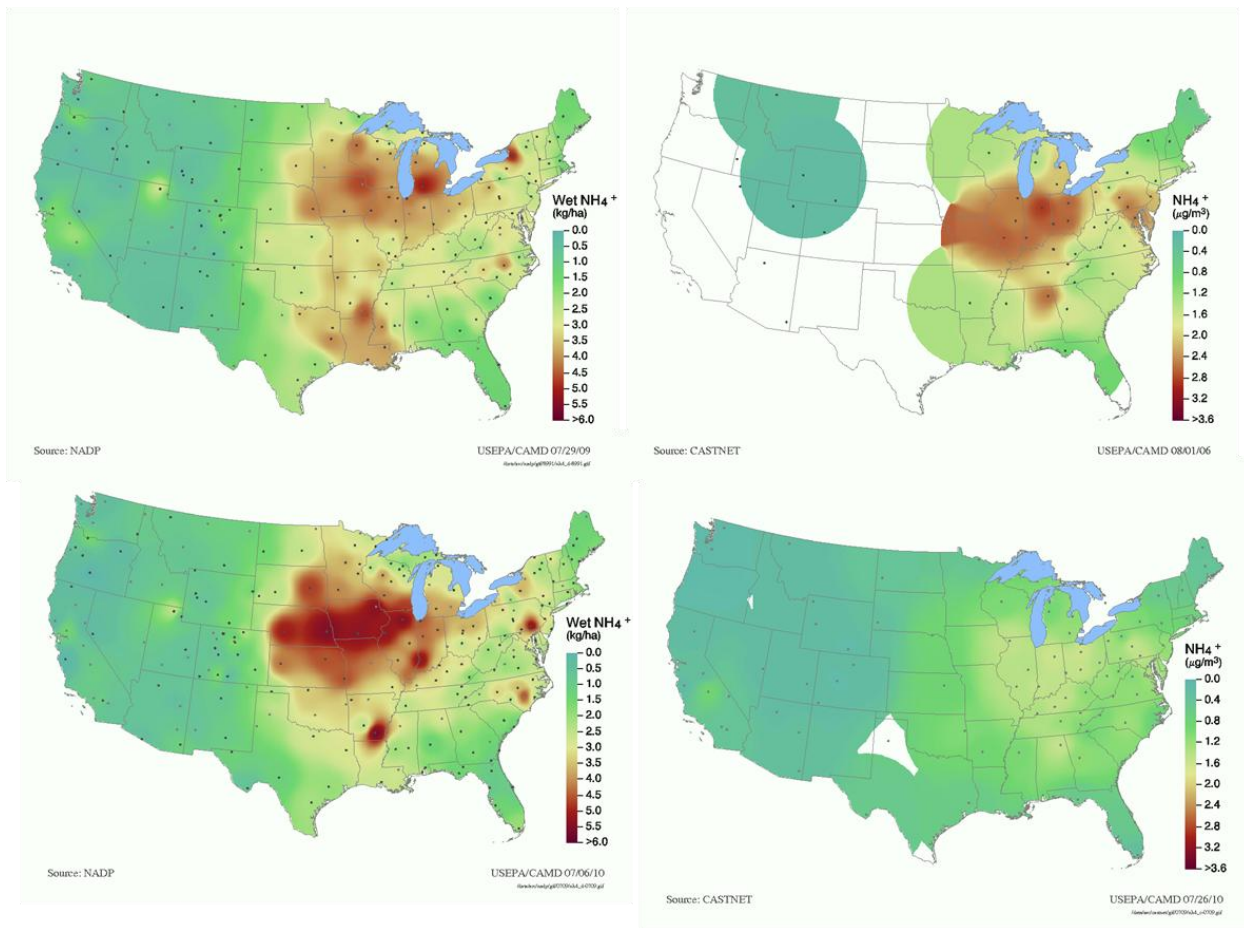 Wet NH4 +
(kg/ha)
0.0
0.5
1.0
1.5
2.0
2.5
3.0
3.5
4.0
4.5
5.0
5.5
>6.0
Source: NADP
USEPA/CAMD 07/29/09
NH4 +
(µg/m³)
0.0
0.4
0.8
1.2
1.6
2.0
2.4
2.8
3.2
>3.6
Source: CASTNET
USEPA/CAMD 08/01/06
Wet NH4 +
(kg/ha)
0.0
0.5
1.0
1.5
2.0
2.5
3.0
3.5
4.0
4.5
5.0
5.5
>6.0
Source: NADP
USEPA/CAMD 07/06/10
NH4 +
(µg/m³)
0.0
0.4
0.8
1.2
1.6
2.0
2.4
2.8
3.2
>3.6
Source: CASTNET
USEPA/CAMD 07/26/10